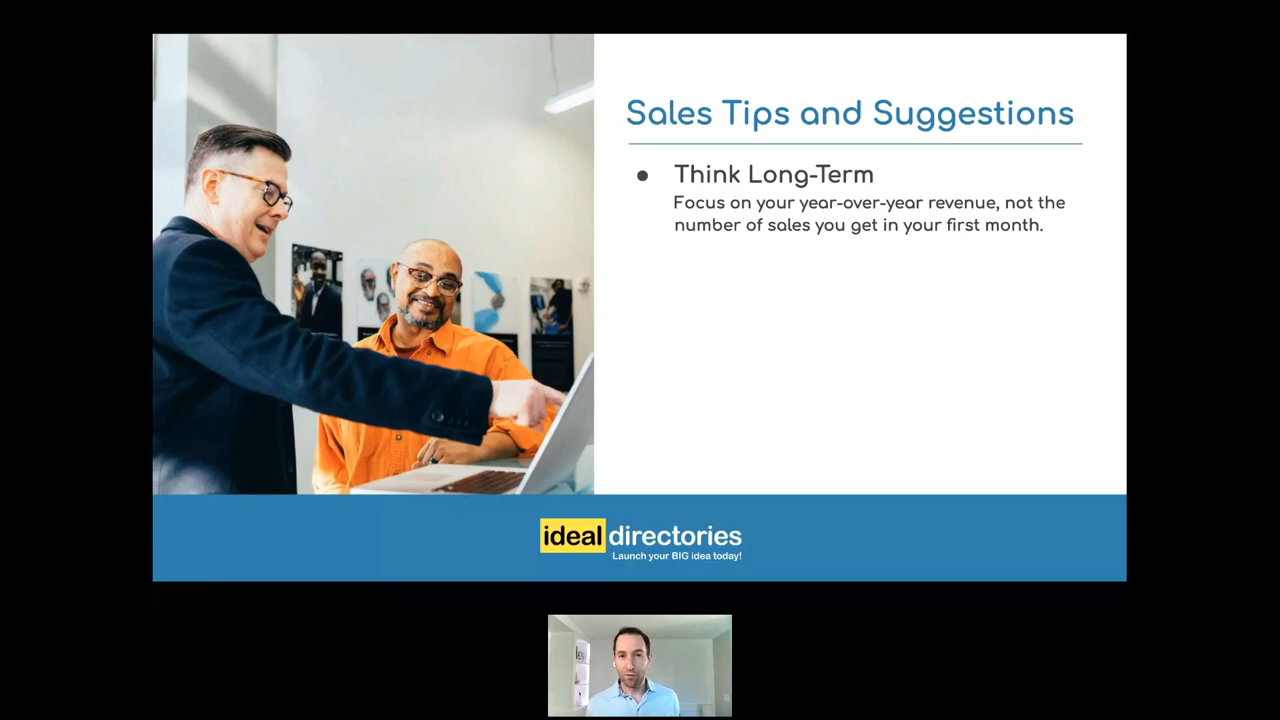 Sales Tips and Suggestions
● Think Long-Term
Focus on your year-over-year revenue, not the
number of sales you get in your first month.
ideal directories
Launch your BIG idea today!